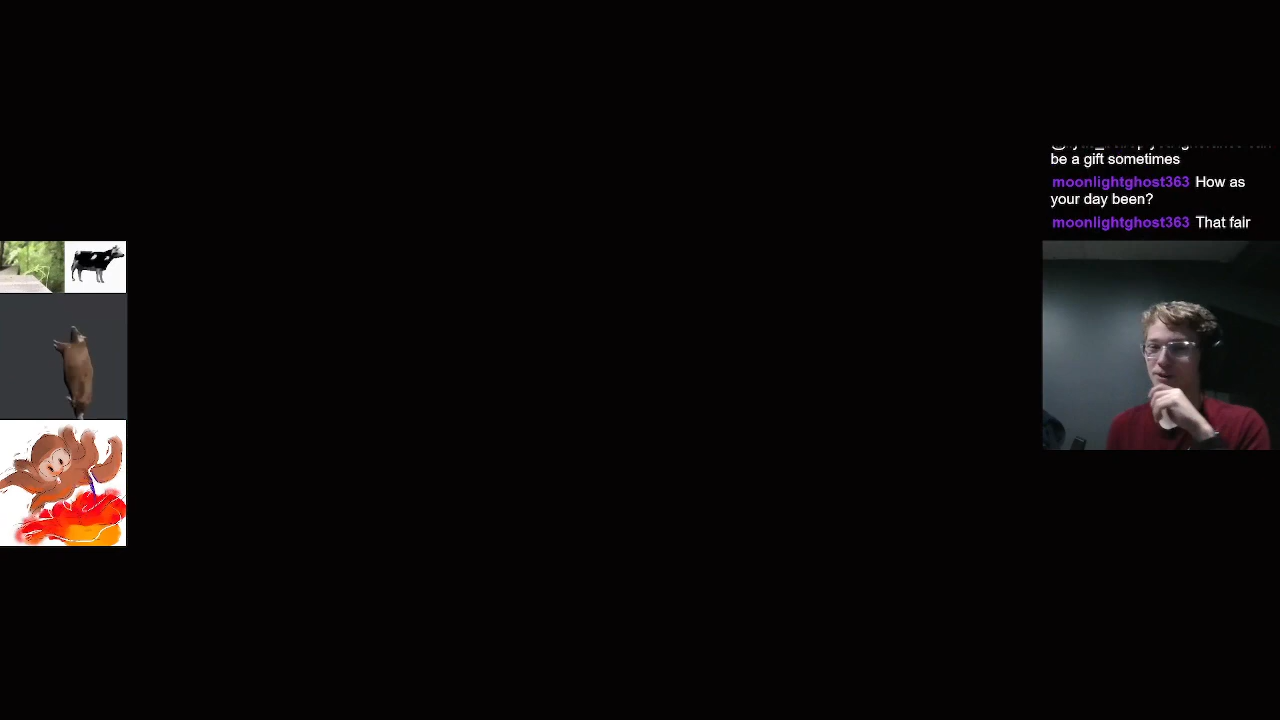 be a gift sometimes
moonlightghost363 How as
your day been?
moonlightghost363 That fair